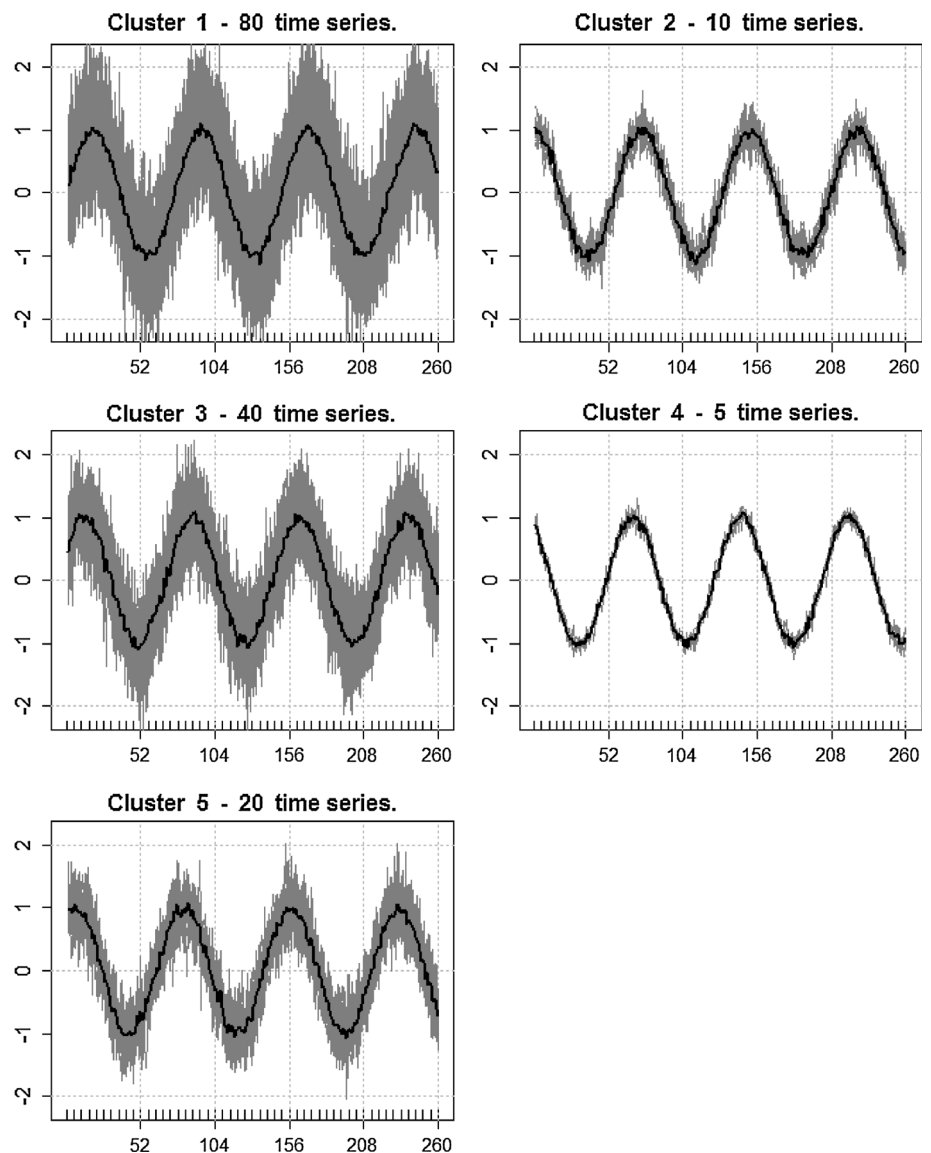 Cluster 1 - 80 time series.
2
1
0
-1
-2
52 104 156 208 260
Cluster 2 - 10 time series.
2
1
0
-1
-2
52 104 156 208 260
Cluster 3 - 40 time series.
2
1
0
-1
-2
52 104 156 208 260
Cluster 4 - 5 time series.
2
1
0
-1
-2
52 104 156 208 260
Cluster 5 - 20 time series.
2
1
0
-1
-2
52 104 156 208 260